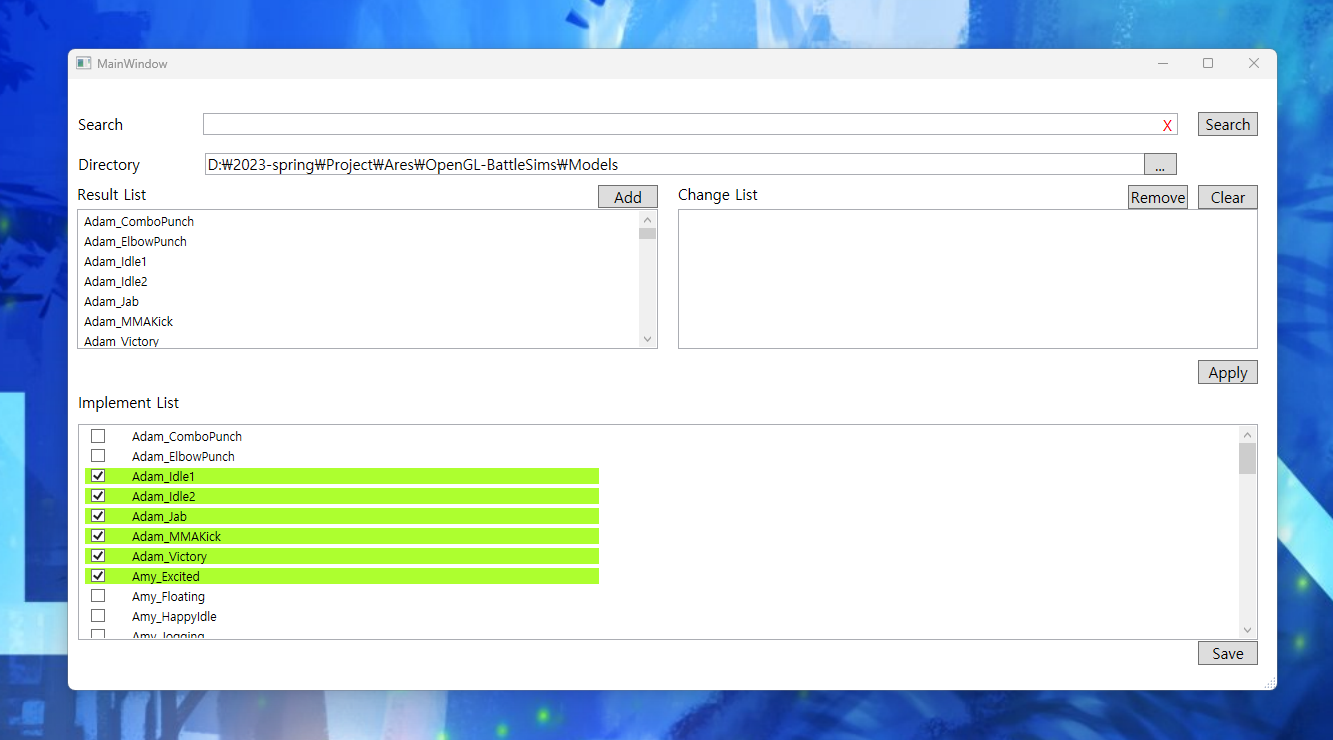 MainWindow
Search
X
Search
Directory
D:₩2023-spring₩Project₩Ares₩OpenGL-BattleSims₩Models
...
Result List
Add
Change List
Remove
Clear
Adam_ComboPunch
Adam_ElbowPunch
Adam_Idle1
Adam_Idle2
Adam_Jab
Adam_MMAKick
Adam_Victory
Apply
Implement List
Adam_ComboPunch
Adam_ElbowPunch
Adam_Idle1
Adam_Idle2
Adam_Jab
Adam_MMAKick
Adam_Victory
Amy_Excited
Amy_Floating
Amy_HappyIdle
Amy_Jogging
Save